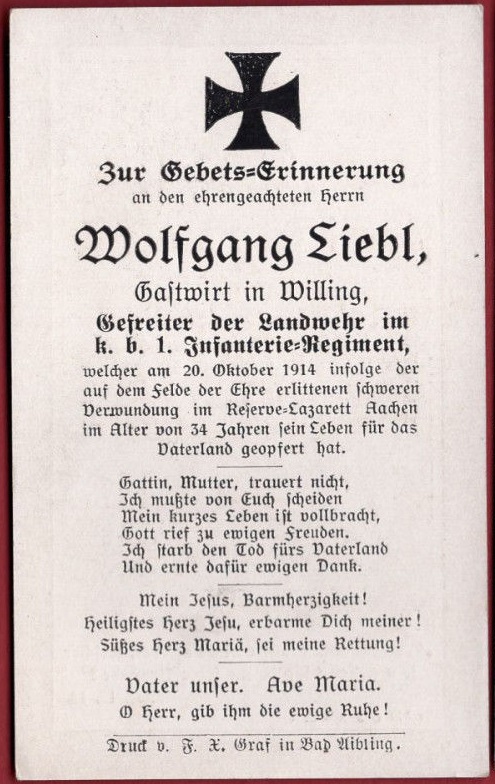 Zur Gebets=Erinnerung
an den ehrengeachteten Herrn
Wolfgang Liebl,
Gastwirt in Willing,
Gefreiter der Landwehr im
k. b. 1. Infanterie=Regiment,
welcher am 20. Oktober 1914 infolge der
auf dem Felde der Ehre erlittenen schweren
Verwundung im Reserve=Lazarett Aachen
im Alter von 34 Jahren sein Leben für das
Vaterland geopfert hat.
Gattin, Mutter, trauert nicht,
Ich mußte von Euch scheiden
Mein kurzes Leben ist vollbracht,
Gott rief zu ewigen Freuden.
Ich starb den Tod fürs Vaterland
Und ernte dafür ewigen Dank.
Mein Jesus, Barmherzigkeit!
Heiligstes Herz Jesu, erbarme Dich meiner!
Süßes Herz Mariä, sei meine Rettung!
Vater unser. Ave Maria.
O Herr, gib ihm die ewige Ruhe!
Druck v. F. X. Graf in Bad Aibling.